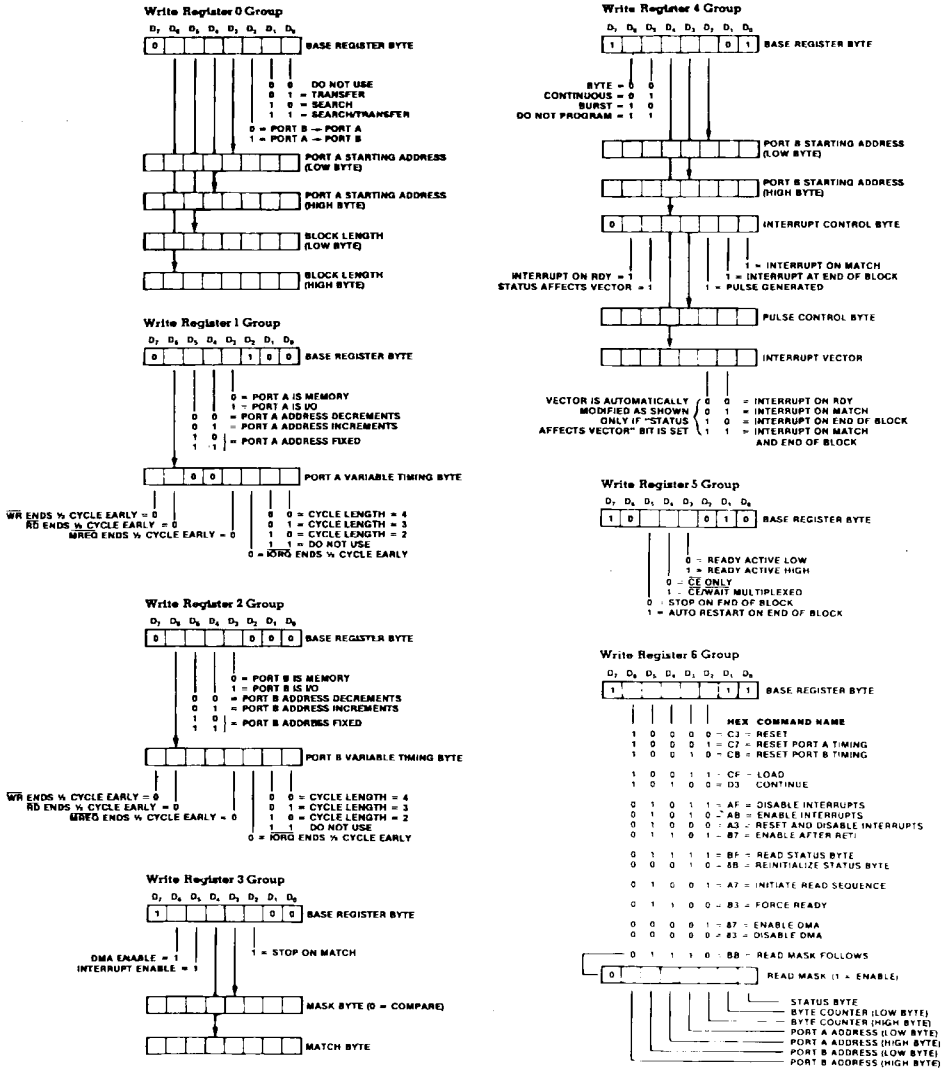 Write Register 0 Group
D7 D6 D5 D4 D3 D2 D1 D0
0 BASE REGISTER BYTE
0 0 DO NOT USE
0 1 = TRANSFER
1 0 = SEARCH
1 1 = SEARCH/TRANSFER
0 = PORT B → PORT A
1 = PORT A → PORT B
PORT A STARTING ADDRESS
(LOW BYTE)
PORT A STARTING ADDRESS
(HIGH BYTE)
BLOCK LENGTH
(LOW BYTE)
BLOCK LENGTH
(HIGH BYTE)
Write Register 1 Group
D7 D6 D5 D4 D3 D2 D1 D0
0 1 0 0 BASE REGISTER BYTE
0 = PORT A IS MEMORY
1 = PORT A IS I/O
0 0 = PORT A ADDRESS DECREMENTS
0 1 = PORT A ADDRESS INCREMENTS
1 0
1 1 } = PORT A ADDRESS FIXED
0 0 PORT A VARIABLE TIMING BYTE
WR ENDS ½ CYCLE EARLY = 0
RD ENDS ½ CYCLE EARLY = 0
MREQ ENDS ½ CYCLE EARLY = 0
0 0 = CYCLE LENGTH = 4
0 1 = CYCLE LENGTH = 3
1 0 = CYCLE LENGTH = 2
1 1 = DO NOT USE
0 = IORQ ENDS ½ CYCLE EARLY
Write Register 2 Group
D7 D6 D5 D4 D3 D2 D1 D0
0 0 0 0 BASE REGISTER BYTE
0 = PORT B IS MEMORY
1 = PORT B IS I/O
0 0 = PORT B ADDRESS DECREMENTS
0 1 = PORT B ADDRESS INCREMENTS
1 0
1 1 } = PORT B ADDRESS FIXED
PORT B VARIABLE TIMING BYTE
WR ENDS ½ CYCLE EARLY = 0
RD ENDS ½ CYCLE EARLY = 0
MREQ ENDS ½ CYCLE EARLY = 0
0 0 = CYCLE LENGTH = 4
0 1 = CYCLE LENGTH = 3
1 0 = CYCLE LENGTH = 2
1 1 DO NOT USE
0 = IORQ ENDS ½ CYCLE EARLY
Write Register 3 Group
D7 D6 D5 D4 D3 D2 D1 D0
1 0 0 BASE REGISTER BYTE
DMA ENABLE = 1
INTERRUPT ENABLE = 1
1 = STOP ON MATCH
MASK BYTE (0 = COMPARE)
MATCH BYTE
Write Register 4 Group
D7 D6 D5 D4 D3 D2 D1 D0
1 0 1 BASE REGISTER BYTE
BYTE = 0 0
CONTINUOUS = 0 1
BURST = 1 0
DO NOT PROGRAM = 1 1
PORT B STARTING ADDRESS
(LOW BYTE)
PORT B STARTING ADDRESS
(HIGH BYTE)
0 INTERRUPT CONTROL BYTE
INTERRUPT ON RDY = 1
STATUS AFFECTS VECTOR = 1
1 = INTERRUPT ON MATCH
1 = INTERRUPT AT END OF BLOCK
1 = PULSE GENERATED
PULSE CONTROL BYTE
INTERRUPT VECTOR
VECTOR IS AUTOMATICALLY
MODIFIED AS SHOWN
ONLY IF "STATUS
AFFECTS VECTOR" BIT IS SET
0 0 = INTERRUPT ON RDY
0 1 = INTERRUPT ON MATCH
1 0 = INTERRUPT ON END OF BLOCK
1 1 = INTERRUPT ON MATCH
AND END OF BLOCK
Write Register 5 Group
D7 D6 D5 D4 D3 D2 D1 D0
1 0 0 1 0 BASE REGISTER BYTE
0 = READY ACTIVE LOW
1 = READY ACTIVE HIGH
0 = CE ONLY
1 = CE/WAIT MULTIPLEXED
0 = STOP ON END OF BLOCK
1 = AUTO RESTART ON END OF BLOCK
Write Register 6 Group
D7 D6 D5 D4 D3 D2 D1 D0
1 1 1 BASE REGISTER BYTE
HEX COMMAND NAME
1 0 0 0 0 = C3 = RESET
1 0 0 0 1 = C7 = RESET PORT A TIMING
1 0 0 1 0 = CB = RESET PORT B TIMING
1 0 0 1 1 = CF = LOAD
1 0 1 0 0 = D3 CONTINUE
0 1 0 1 1 = AF = DISABLE INTERRUPTS
0 1 0 1 0 = AB = ENABLE INTERRUPTS
0 1 0 0 0 = A3 = RESET AND DISABLE INTERRUPTS
0 1 1 0 1 = B7 = ENABLE AFTER RETI
0 1 1 1 1 = BF = READ STATUS BYTE
0 0 0 1 0 = 8B = REINITIALIZE STATUS BYTE
0 1 0 0 1 = A7 = INITIATE READ SEQUENCE
0 1 1 0 0 = B3 = FORCE READY
0 0 0 0 1 = 87 = ENABLE DMA
0 0 0 0 0 = 83 = DISABLE DMA
0 1 1 1 0 = BB = READ MASK FOLLOWS
0 READ MASK (1 = ENABLE)
STATUS BYTE
BYTE COUNTER (LOW BYTE)
BYTE COUNTER (HIGH BYTE)
PORT A ADDRESS (LOW BYTE)
PORT A ADDRESS (HIGH BYTE)
PORT B ADDRESS (LOW BYTE)
PORT B ADDRESS (HIGH BYTE)